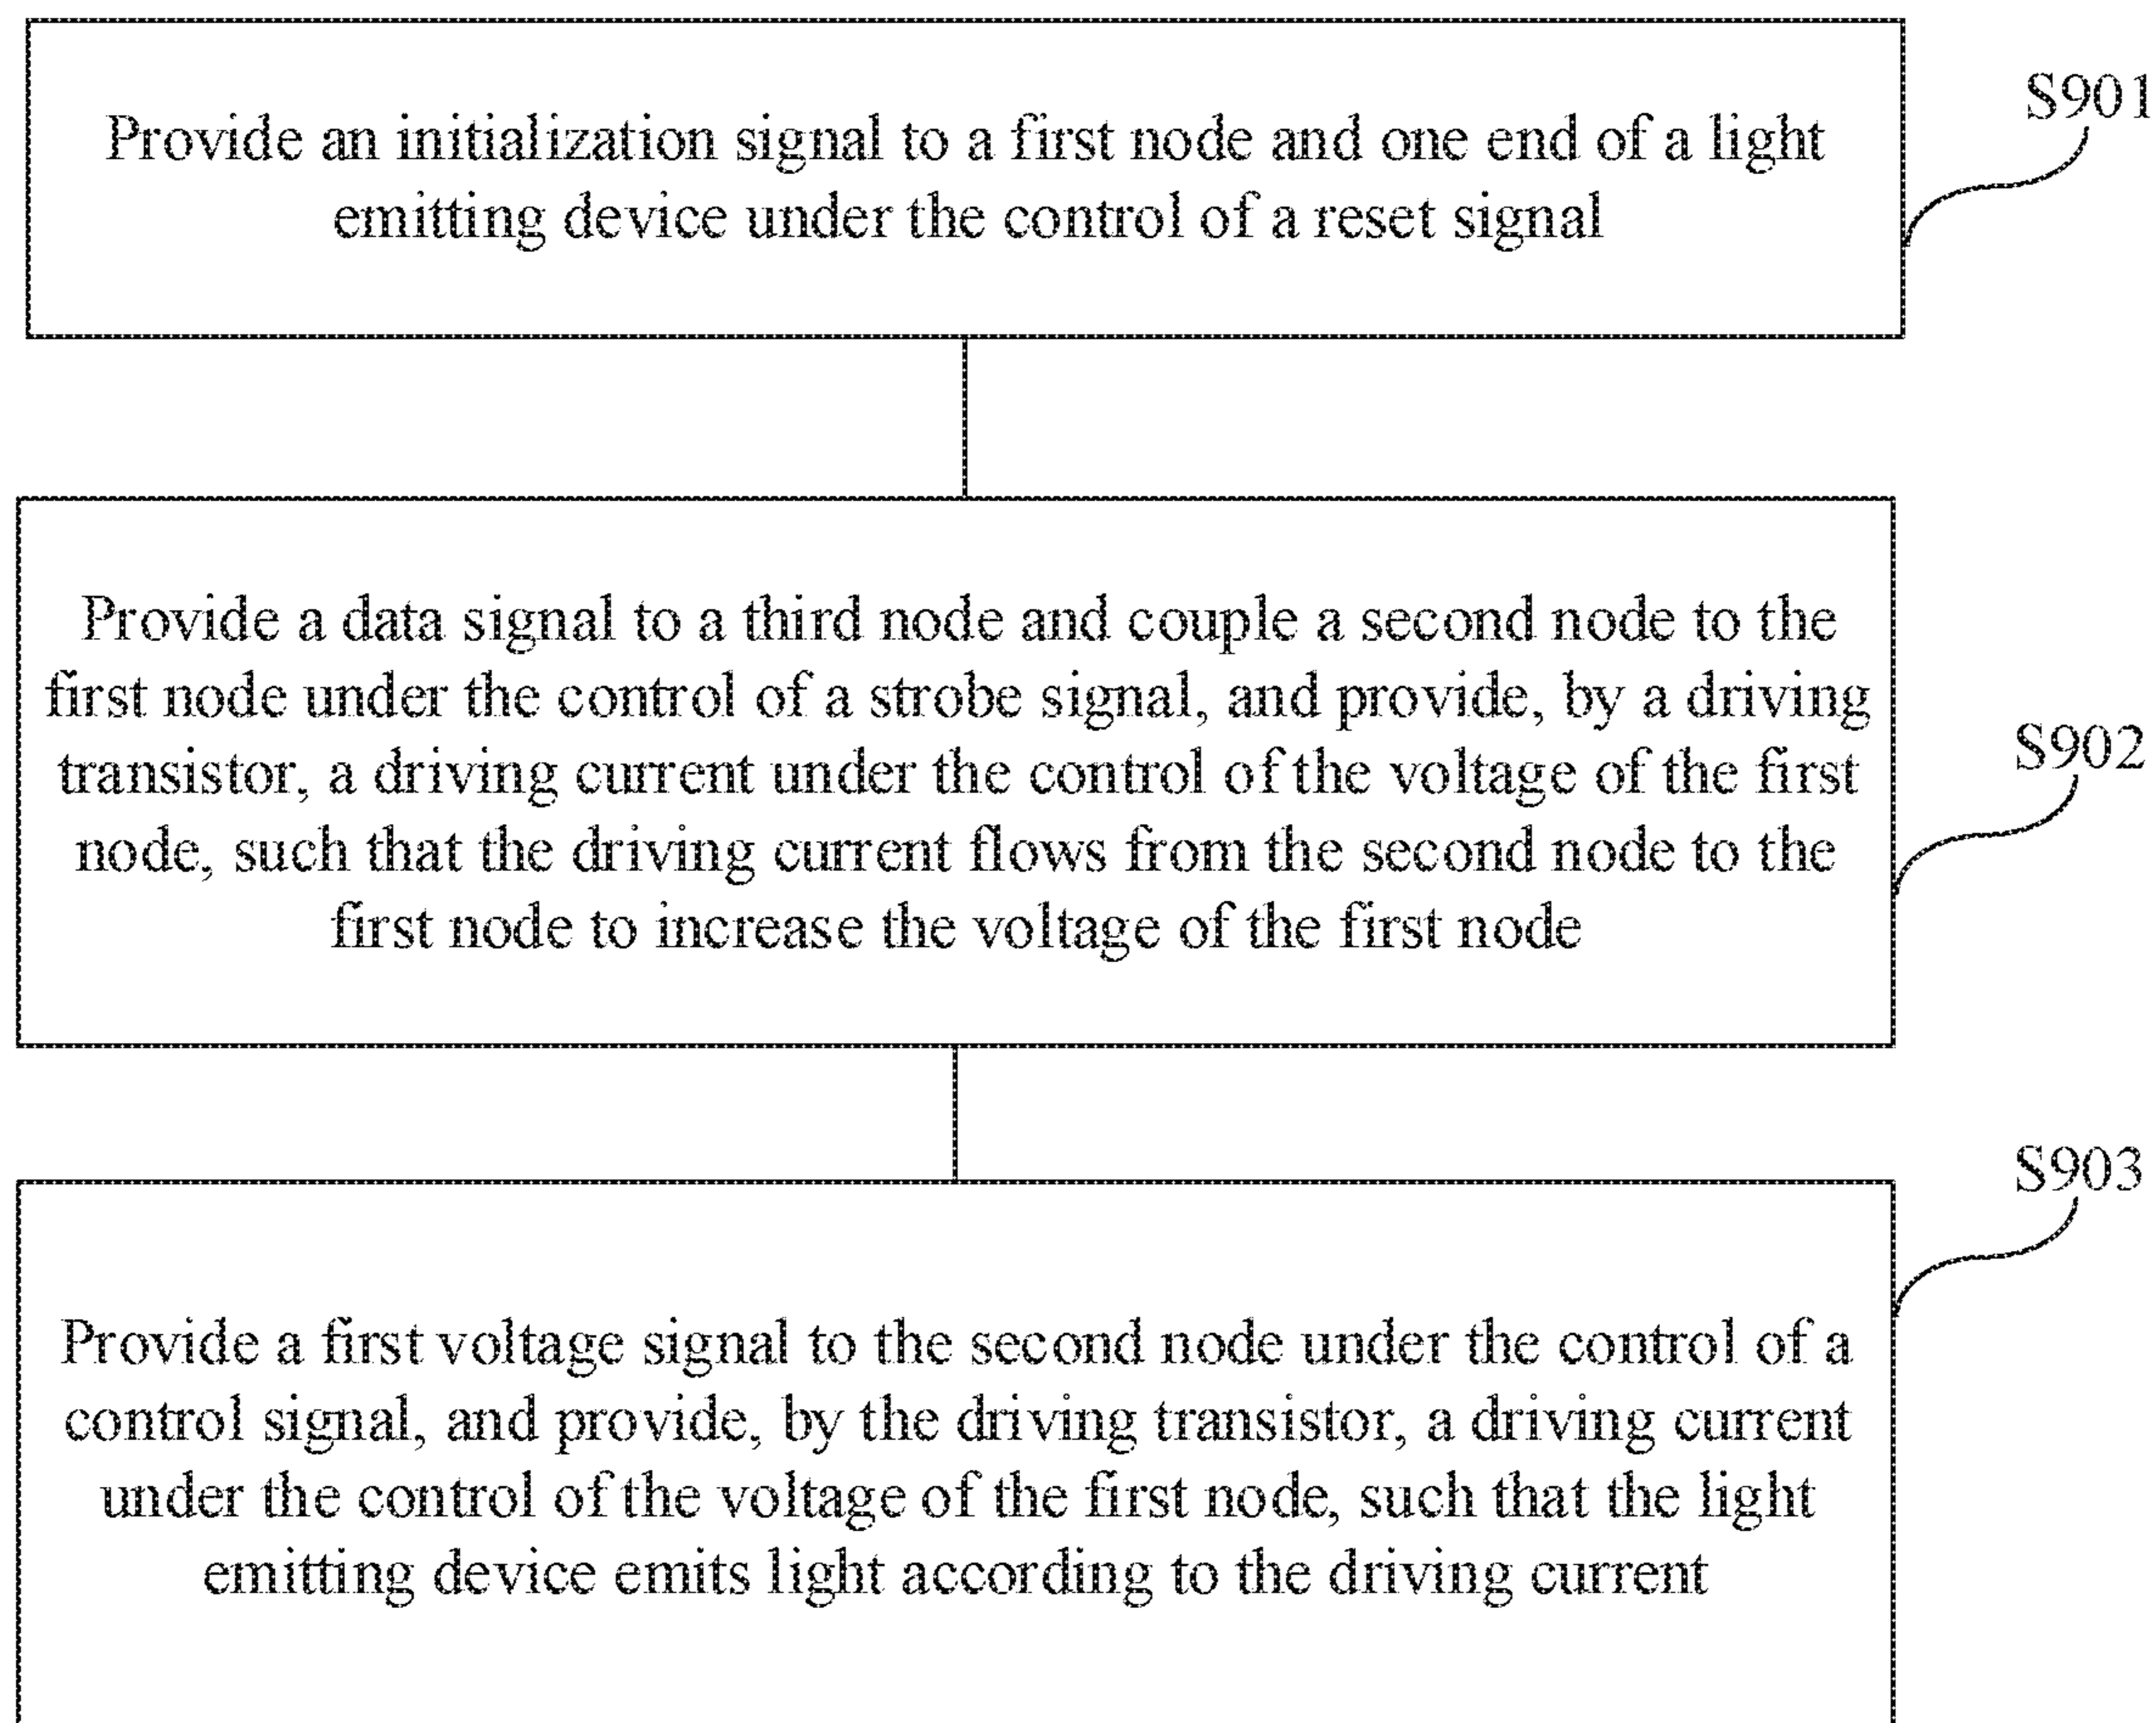 Provide an initialization signal to a first node and one end of a light
emitting device under the control of a reset signal
S901
Provide a data signal to a third node and couple a second node to the
first node under the control of a strobe signal, and provide, by a driving
transistor, a driving current under the control of the voltage of the first
node, such that the driving current flows from the second node to the
first node to increase the voltage of the first node
S902
S903
Provide a first voltage signal to the second node under the control of a
control signal, and provide, by the driving transistor, a driving current
under the control of the voltage of the first node, such that the light
emitting device emits light according to the driving current